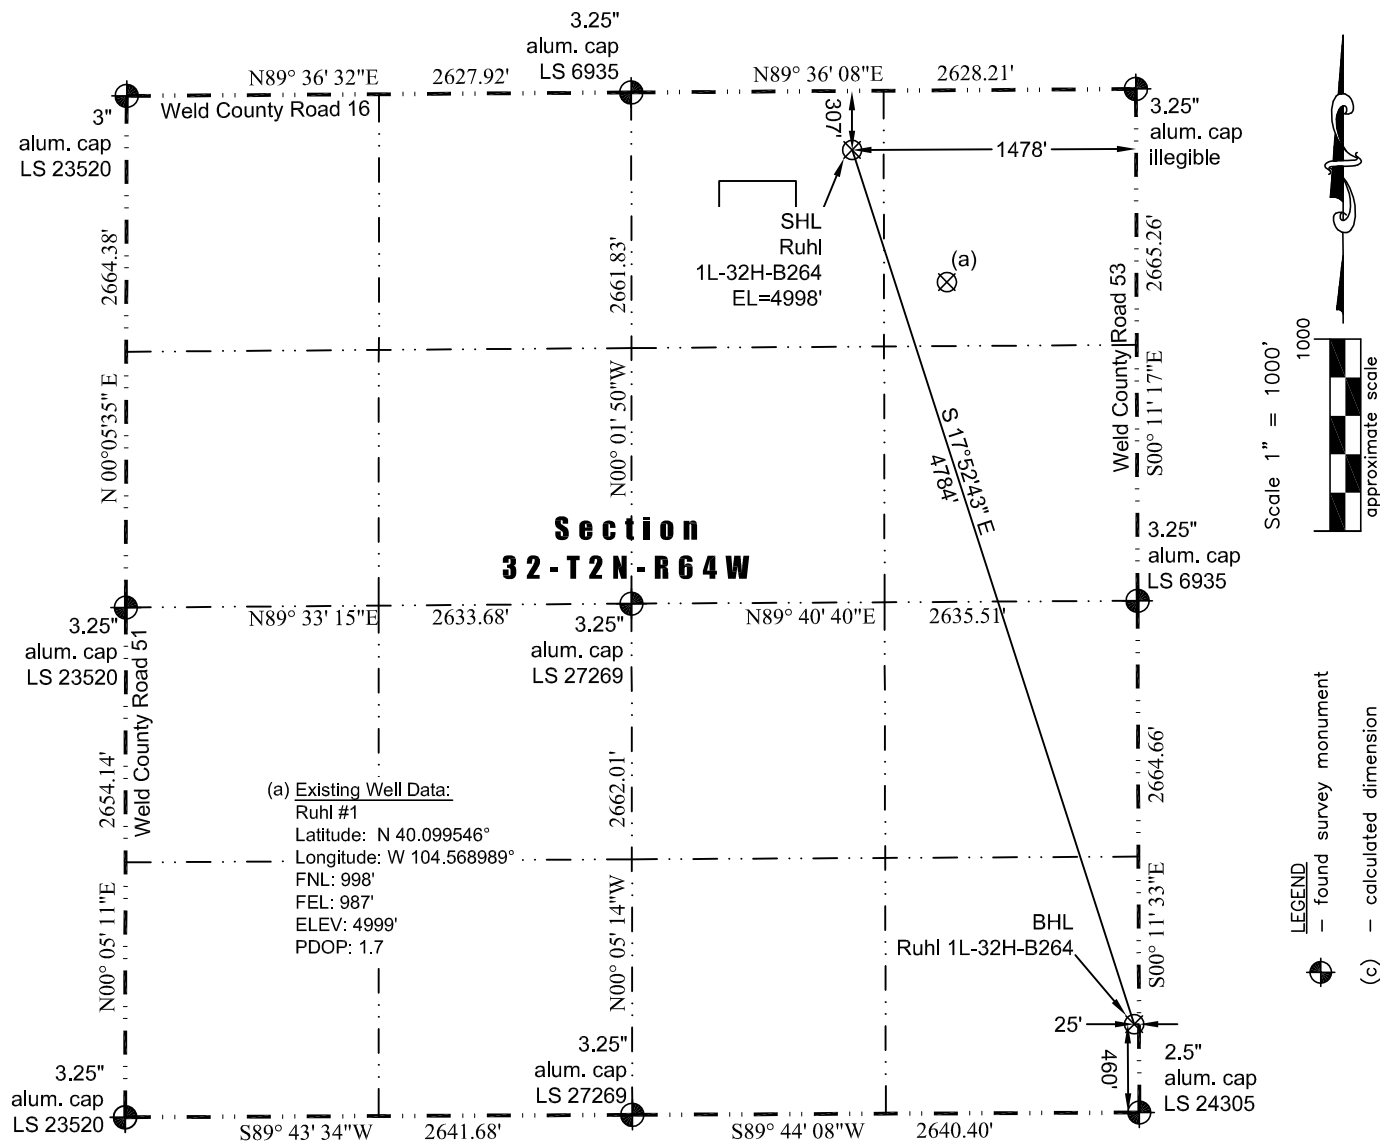 3.25"
alum. cap
LS 6935
N89° 36' 32"E 2627.92'
N89° 36' 08"E 2628.21'
Weld County Road 16
3"
alum. cap
LS 23520
3.25"
alum. cap
illegible
307'
1478'
SHL
Ruhl
1L-32H-B264
EL=4998'
(a)
2664.38'
N 00°05'35" E
2661.83'
N00° 01' 50"W
Weld County Road 53
2665.26'
S00° 11' 17"E
S 17°52'43" E
4784'
Scale 1" = 1000'
1000
approximate scale
Section
32-T2N-R64W
3.25"
alum. cap
LS 6935
N89° 33' 15"E 2633.68'
N89° 40' 40"E 2635.51'
3.25"
alum. cap
LS 23520
3.25"
alum. cap
LS 27269
Weld County Road 51
2654.14'
N00° 05' 11"E
2662.01'
N00° 05' 14"W
2664.66'
S00° 11' 33"E
(a) Existing Well Data:
Ruhl #1
Latitude: N 40.099546°
Longitude: W 104.568989°
FNL: 998'
FEL: 987'
ELEV: 4999'
PDOP: 1.7
BHL
Ruhl 1L-32H-B264
25'
460'
LEGEND
– found survey monument
(c) – calculated dimension
3.25"
alum. cap
LS 23520
3.25"
alum. cap
LS 27269
2.5"
alum. cap
LS 24305
S89° 43' 34"W 2641.68'
S89° 44' 08"W 2640.40'